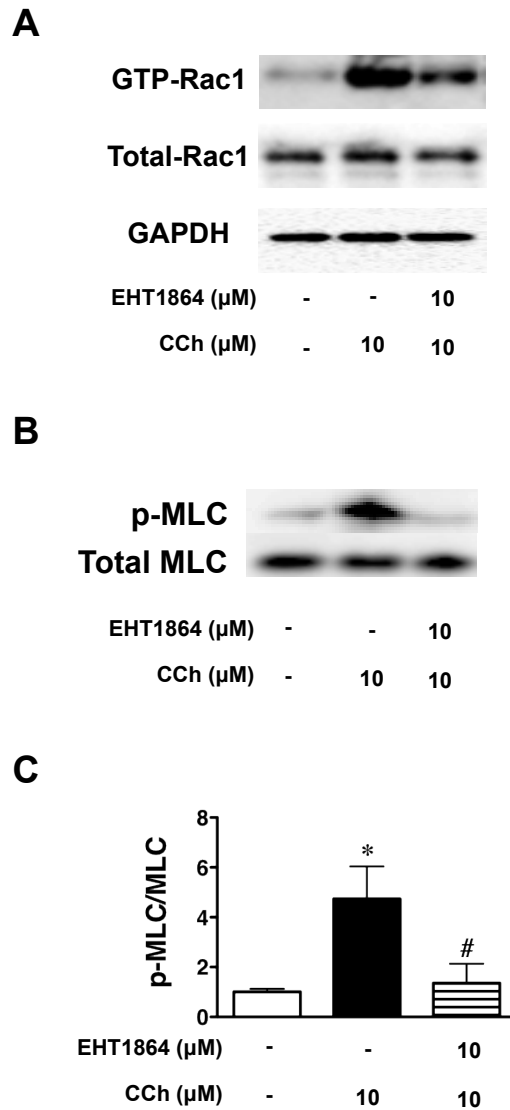 A
GTP-Rac1
Total-Rac1
GAPDH
EHT1864 (µM) - - 10
CCh (µM) - 10 10
B
p-MLC
Total MLC
EHT1864 (µM) - - 10
CCh (µM) - 10 10
C
p-MLC/MLC
8
6
4
2
0
*
#
EHT1864 (µM) - - 10
CCh (µM) - 10 10